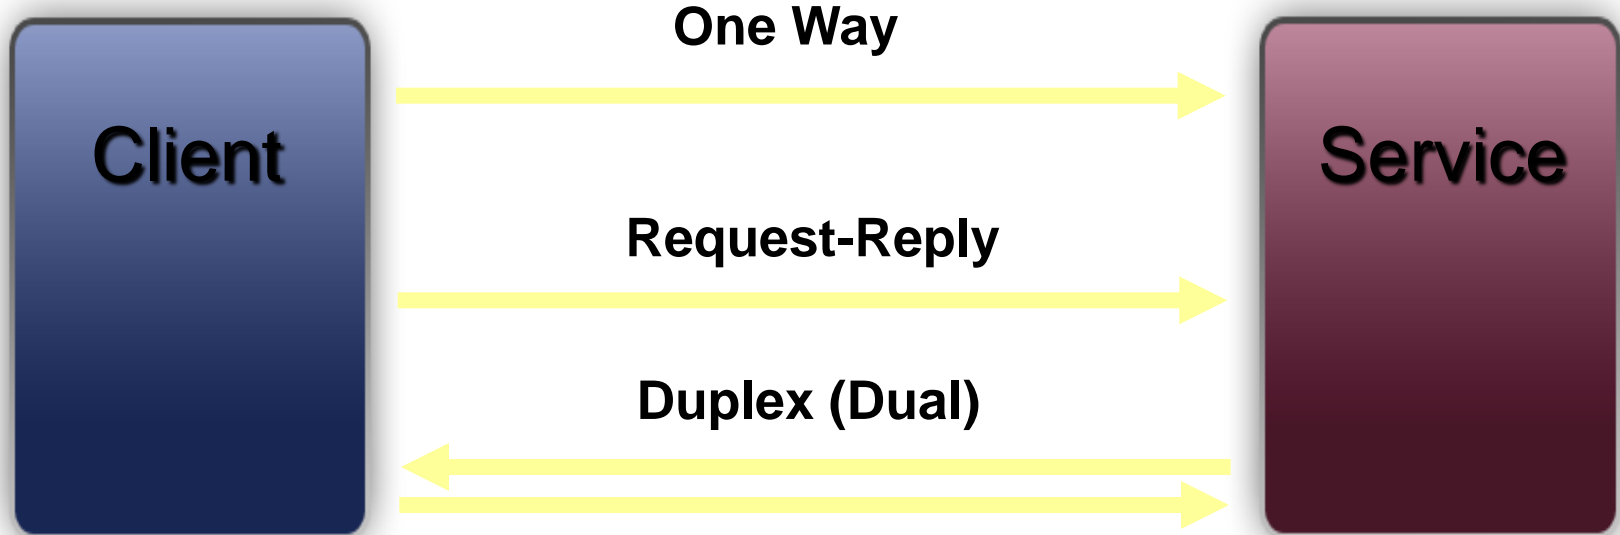 One Way
Client
Service
Request-Reply
Duplex (Dual)